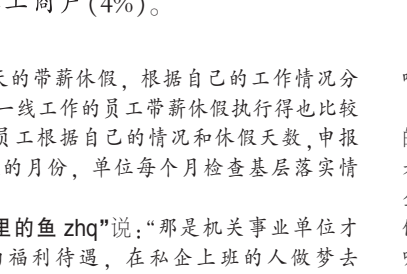 工商户(4%)。
天的带薪休假，根据自己的工作情况分
一线工作的员工带薪休假执行得也比较
员工根据自己的情况和休假天数，申报
的月份，单位每个月检查基层落实情
里的鱼 zhq”说：“那是机关事业单位才
福利待遇，在私企上班的人做梦去